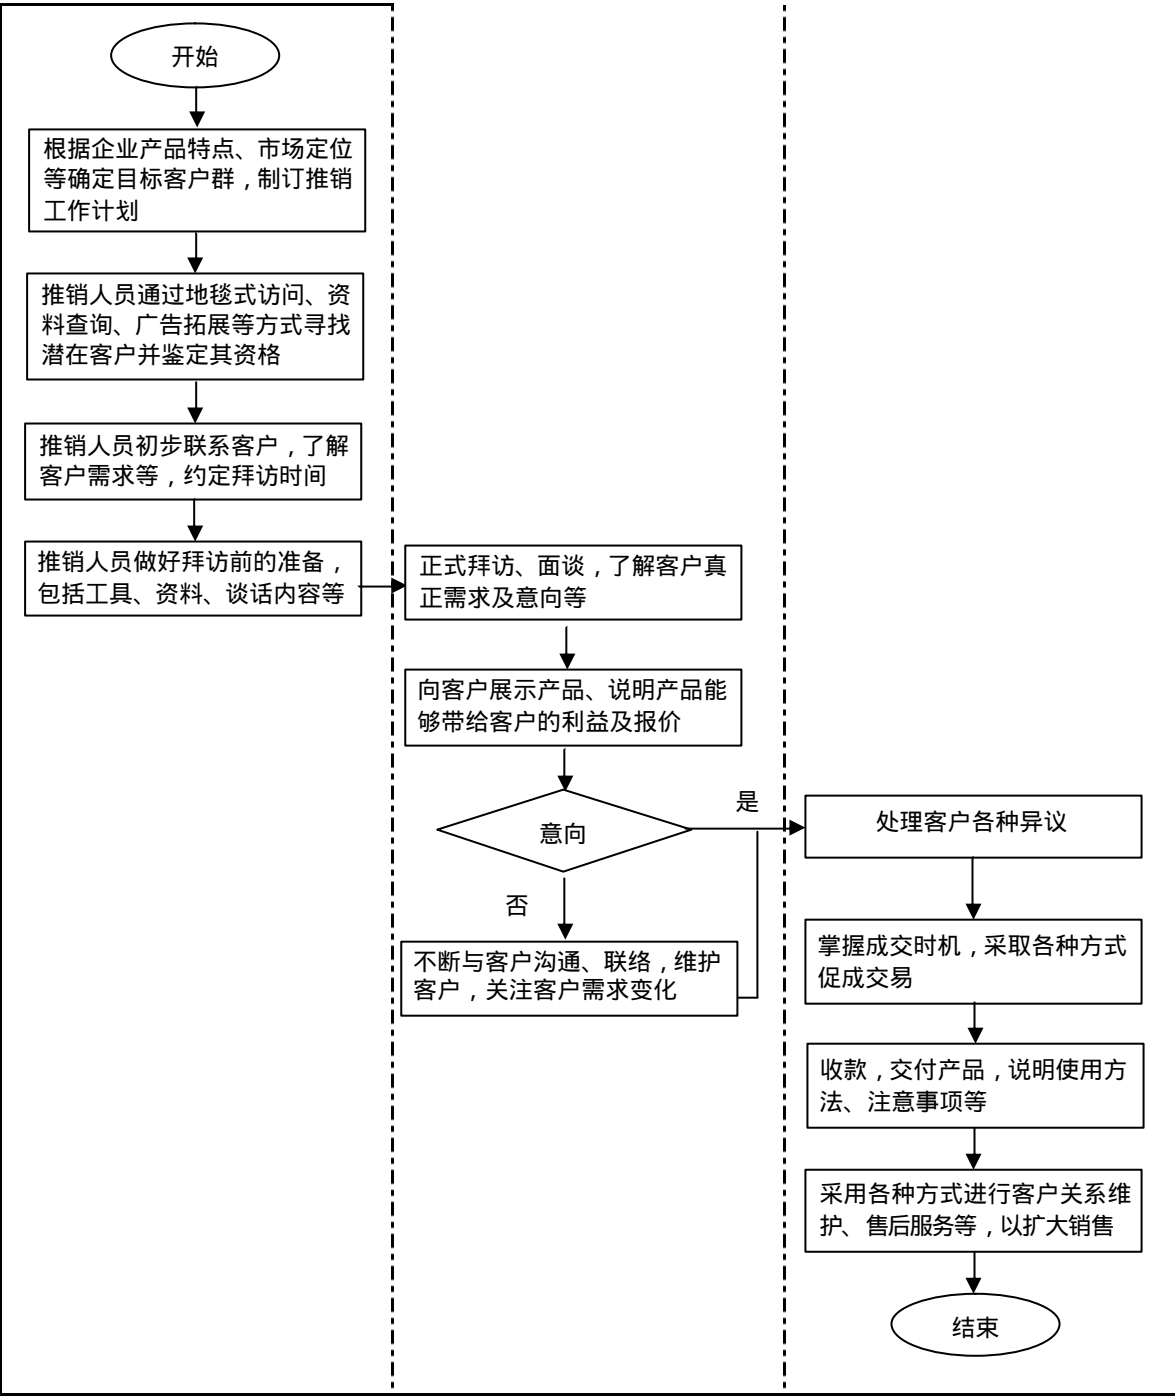 开始
根据企业产品特点、市场定位
等确定目标客户群，制订推销
工作计划
推销人员通过地毯式访问、资
料查询、广告拓展等方式寻找
潜在客户并鉴定其资格
推销人员初步联系客户，了解
客户需求等，约定拜访时间
推销人员做好拜访前的准备，
包括工具、资料、谈话内容等
正式拜访、面谈，了解客户真
正需求及意向等
向客户展示产品、说明产品能
够带给客户的利益及报价
意向
是
否
不断与客户沟通、联络，维护
客户，关注客户需求变化
处理客户各种异议
掌握成交时机，采取各种方式
促成交易
收款，交付产品，说明使用方
法、注意事项等
采用各种方式进行客户关系维
护、售后服务等，以扩大销售
结束